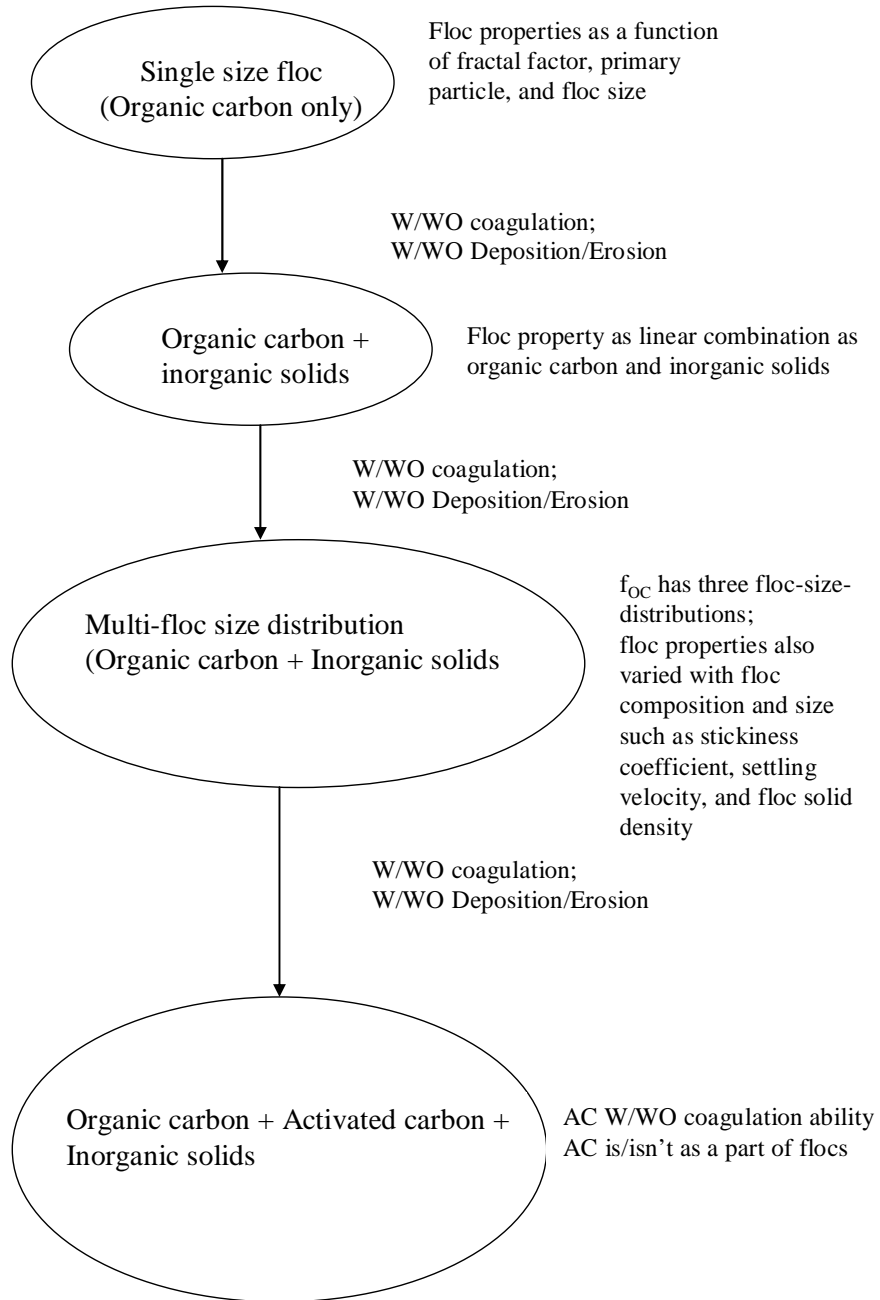 Single size floc
(Organic carbon only)
Floc properties as a function
of fractal factor, primary
particle, and floc size
W/WO coagulation;
W/WO Deposition/Erosion
Organic carbon +
inorganic solids
Floc property as linear combination as
organic carbon and inorganic solids
W/WO coagulation;
W/WO Deposition/Erosion
Multi-floc size distribution
(Organic carbon + Inorganic solids
fOC has three floc-size-
distributions;
floc properties also
varied with floc
composition and size
such as stickiness
coefficient, settling
velocity, and floc solid
density
W/WO coagulation;
W/WO Deposition/Erosion
Organic carbon + Activated carbon +
Inorganic solids
AC W/WO coagulation ability
AC is/isn’t as a part of flocs